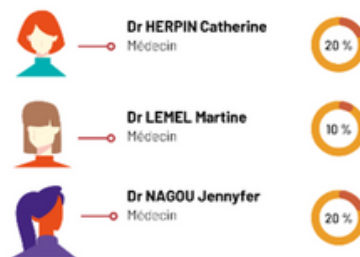 Dr HERPIN Catherine
Médecin
20 %
Dr LEMEL Martine
Médecin
10 %
Dr NAGOU Jennyfer
Médecin
20 %